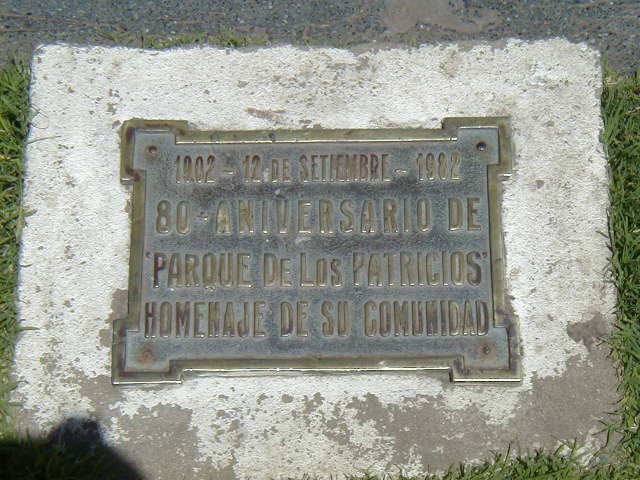 1902 - 12 DE SETIEMBRE - 1982
80 - ANIVERSARIO DE
"PARQUE DE LOS PATRICIOS"
HOMENAJE DE SU COMUNIDAD